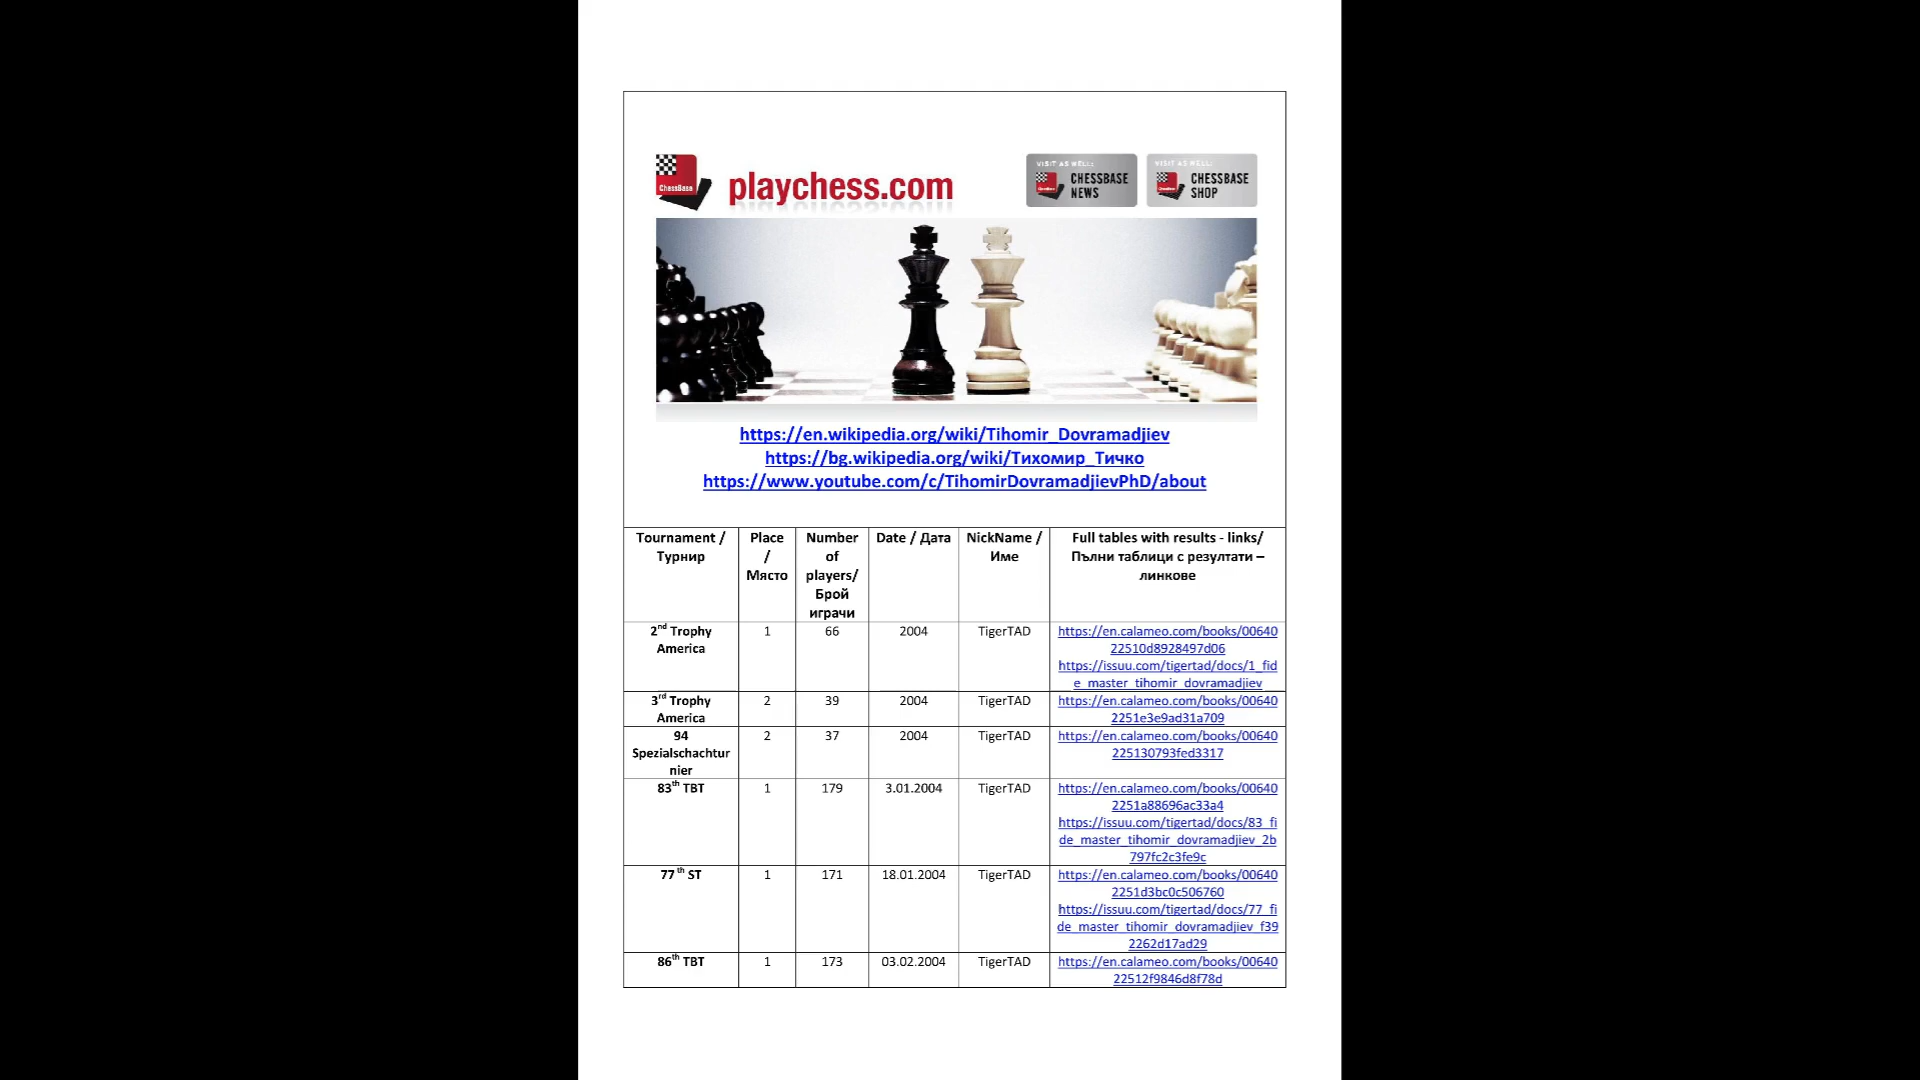 ChessBase
playchess.com
VISIT AS WELL:
CHESSBASE
NEWS
VISIT AS WELL:
CHESSBASE
SHOP
https://en.wikipedia.org/wiki/Tihomir_Dovramadjiev
https://bg.wikipedia.org/wiki/Тихомир_Тичко
https://www.youtube.com/c/TihomirDovramadjievPhD/about
Tournament / Турнир
Place / Място
Number of players/ Брой играчи
Date / Дата
NickName / Име
Full tables with results - links/ Пълни таблици с резултати – линкове
2nd Trophy America
1
66
2004
TigerTAD
https://en.calameo.com/books/00640
22510d8928497d06
https://issuu.com/tigertad/docs/1_fid
e_master_tihomir_dovramadjiev
3rd Trophy America
2
39
2004
TigerTAD
https://en.calameo.com/books/00640
2251e3e9ad31a709
94
Spezialschachtur
nier
2
37
2004
TigerTAD
https://en.calameo.com/books/00640
225130793fed3317
83th TBT
1
179
3.01.2004
TigerTAD
https://en.calameo.com/books/00640
2251a88696ac33a4
https://issuu.com/tigertad/docs/83_fi
de_master_tihomir_dovramadjiev_2b
797fc2c3fe9c
77 th ST
1
171
18.01.2004
TigerTAD
https://en.calameo.com/books/00640
2251d3bc0c506760
https://issuu.com/tigertad/docs/77_fi
de_master_tihomir_dovramadjiev_f39
2262d17ad29
86th TBT
1
173
03.02.2004
TigerTAD
https://en.calameo.com/books/00640
22512f9846d8f78d